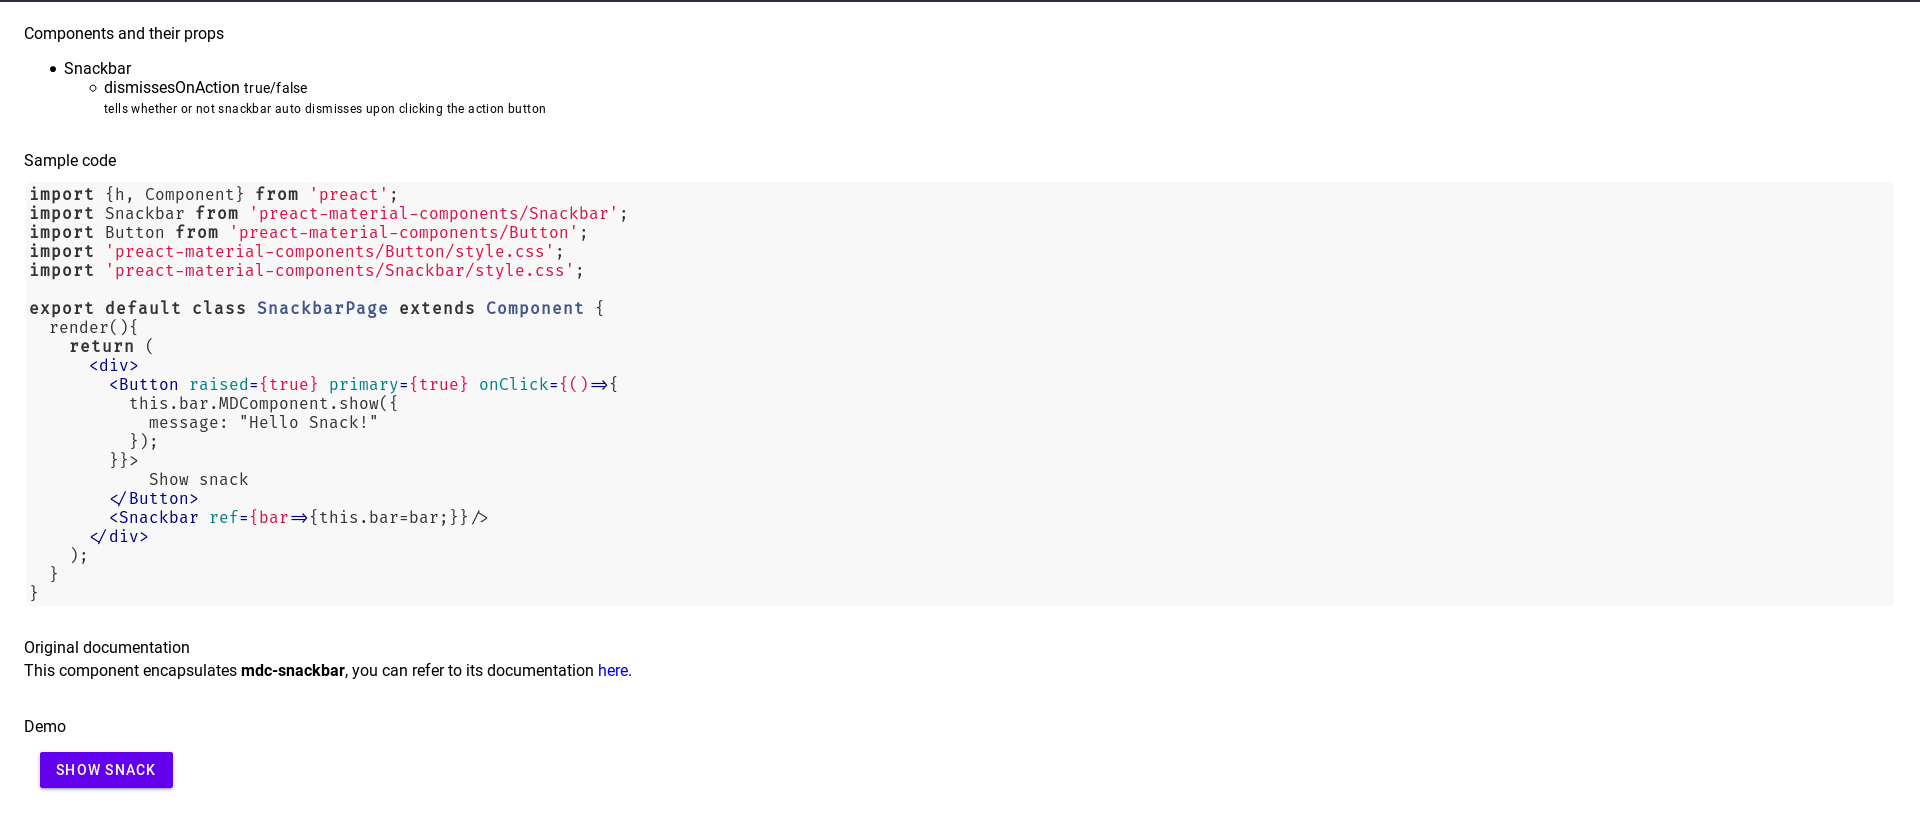 Components and their props
Snackbar
dismissesOnAction true/false
tells whether or not snackbar auto dismisses upon clicking the action button
Sample code
import {h, Component} from 'preact';
import Snackbar from 'preact-material-components/Snackbar';
import Button from 'preact-material-components/Button';
import 'preact-material-components/Button/style.css';
import 'preact-material-components/Snackbar/style.css';
export default class SnackbarPage extends Component {
  render(){
    return (
      <div>
        <Button raised={true} primary={true} onClick={()=>{
          this.bar.MDComponent.show({
            message: "Hello Snack!"
          });
        }}>
            Show snack
        </Button>
        <Snackbar ref={bar=>{this.bar=bar;}}/>
      </div>
    );
  }
}
Original documentation
This component encapsulates mdc-snackbar, you can refer to its documentation here.
Demo
SHOW SNACK